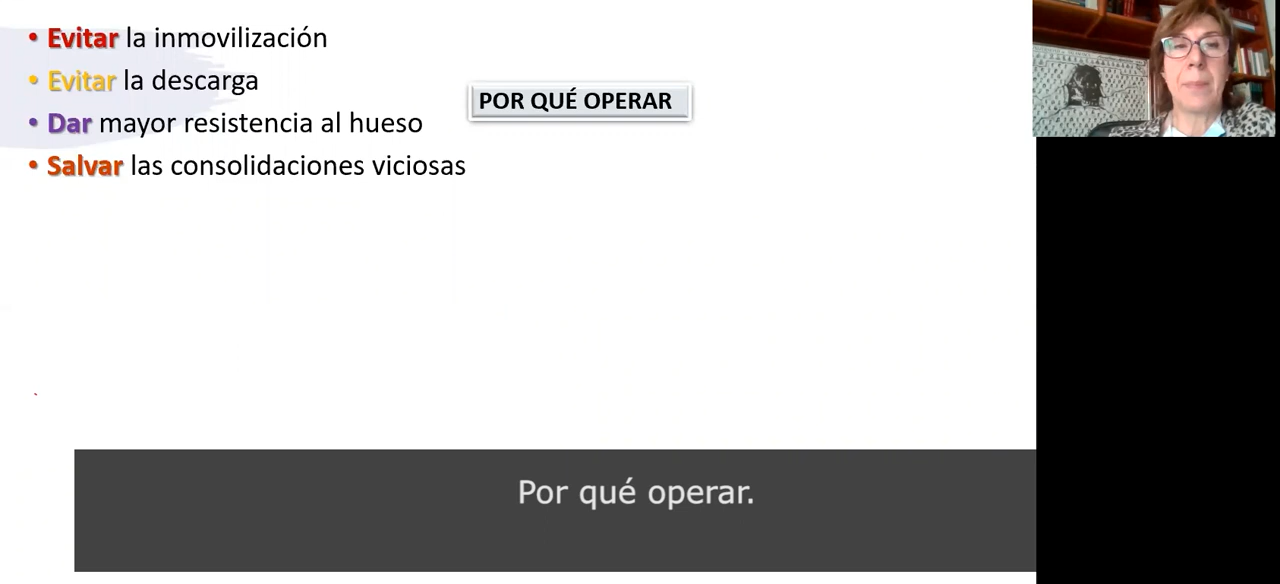 • Evitar la inmovilización
• Evitar la descarga
POR QUÉ OPERAR
• Dar mayor resistencia al hueso
• Salvar las consolidaciones viciosas
Por qué operar.